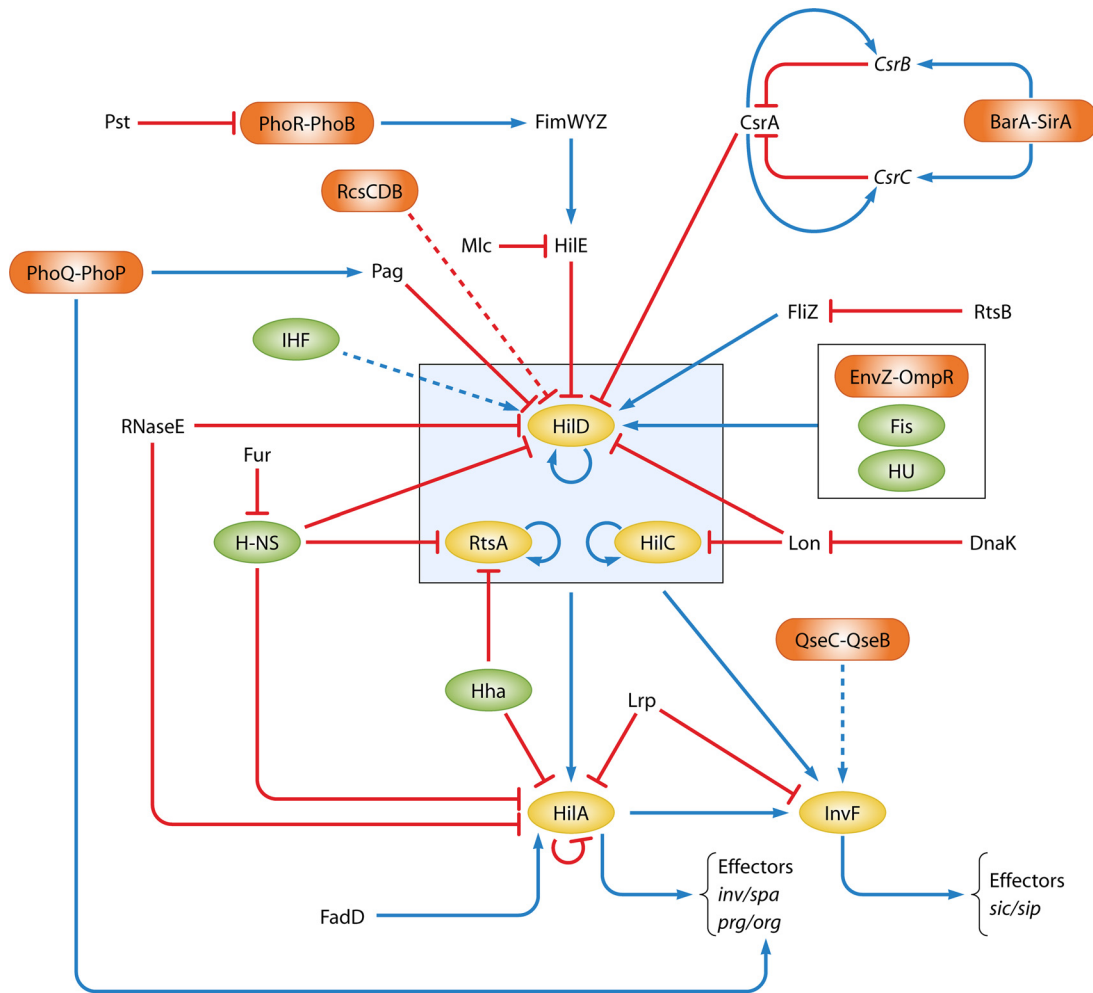 CsrB
Pst
PhoR-PhoB
FimWYZ
CsrA
BarA-SirA
RcsCDB
CsrC
Mlc
HilE
PhoQ-PhoP
Pag
FliZ
RtsB
IHF
EnvZ-OmpR
RNaseE
HilD
Fis
Fur
HU
H-NS
RtsA
HilC
Lon
DnaK
QseC-QseB
Hha
Lrp
HilA
InvF
Effectors
inv/spa
prg/org
Effectors
sic/sip
FadD